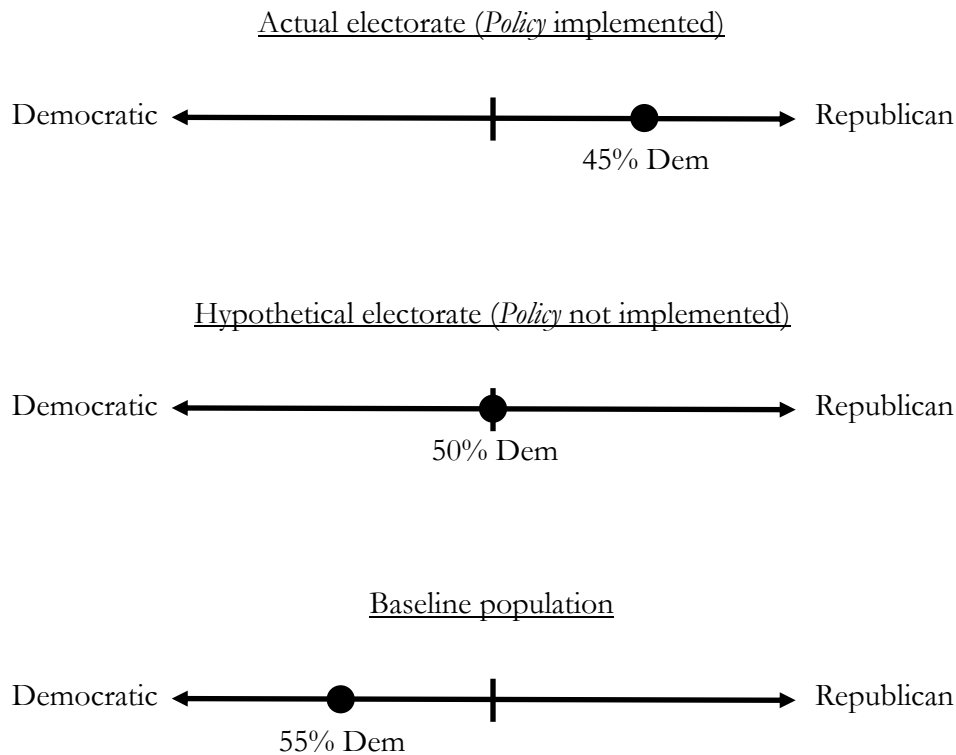 Actual electorate (Policy implemented)
Democratic Republican
45% Dem
Hypothetical electorate (Policy not implemented)
Democratic Republican
50% Dem
Baseline population
Democratic Republican
55% Dem